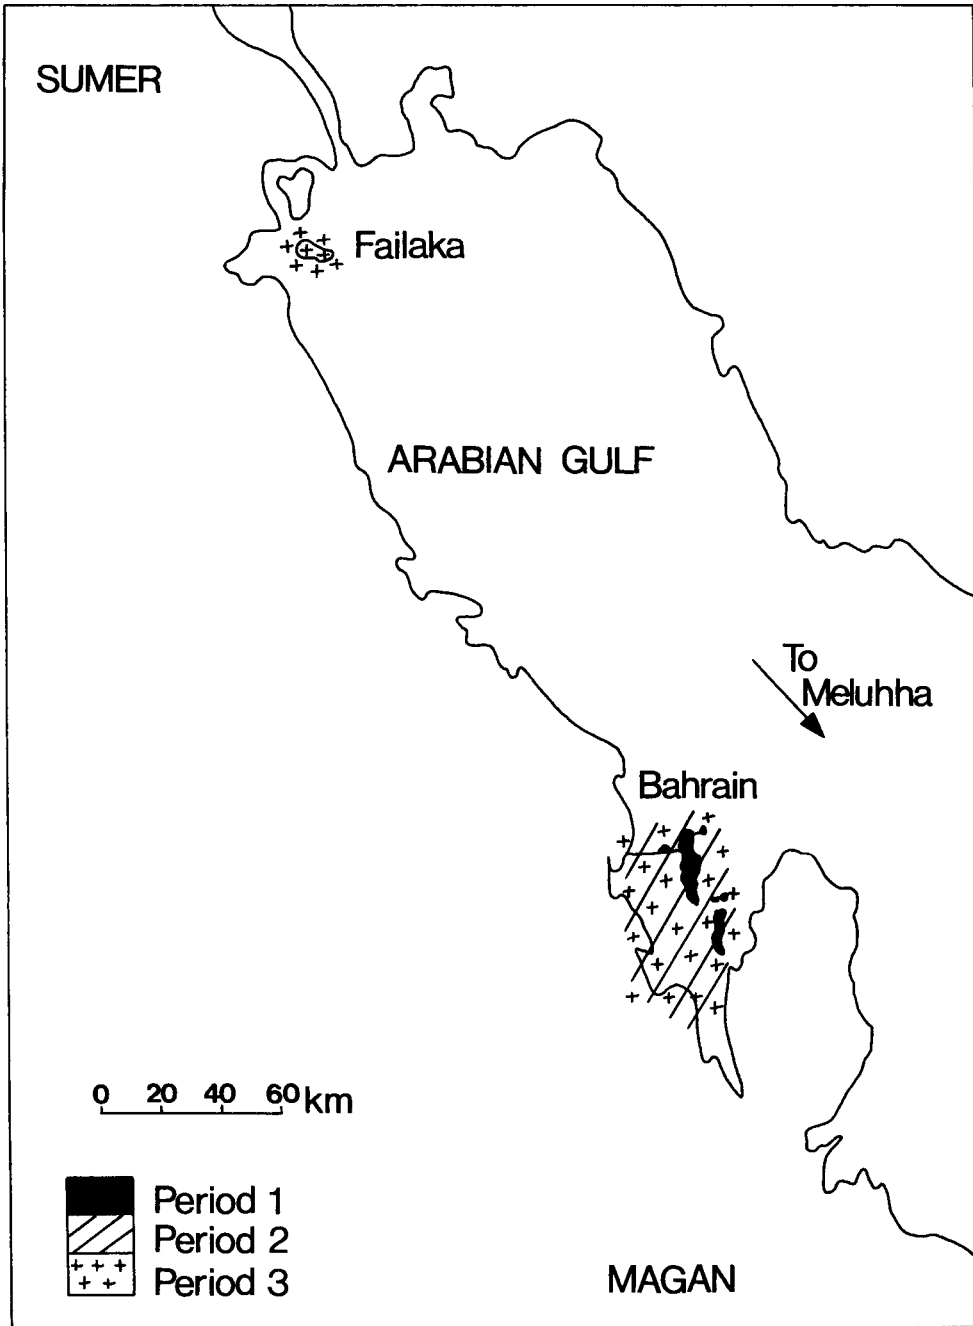 SUMER
Failaka
ARABIAN GULF
To
Meluhha
Bahrain
0 20 40 60 km
Period 1
Period 2
Period 3
MAGAN